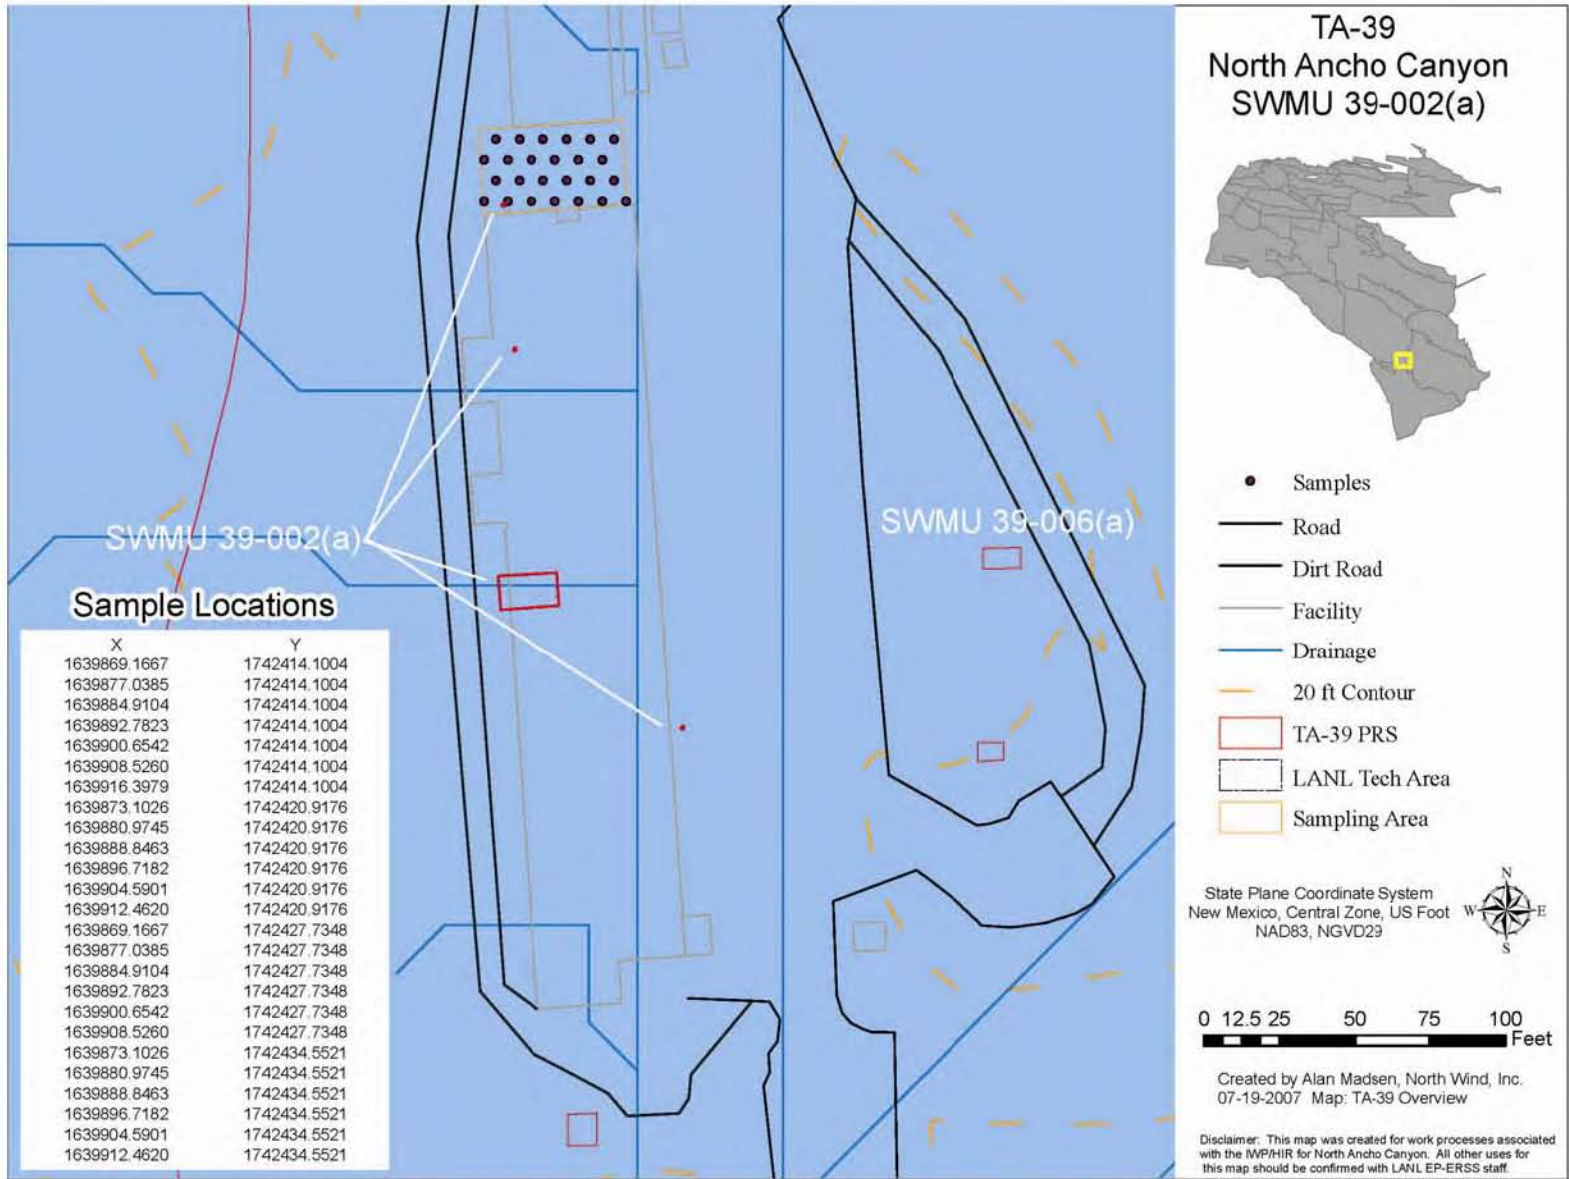 TA-39
North Ancho Canyon
SWMU 39-002(a)
SWMU 39-002(a)
SWMU 39-006(a)
Sample Locations
X Y
1639869.1667 1742414.1004
1639877.0385 1742414.1004
1639884.9104 1742414.1004
1639892.7823 1742414.1004
1639900.6542 1742414.1004
1639908.5260 1742414.1004
1639916.3979 1742414.1004
1639873.1026 1742420.9176
1639880.9745 1742420.9176
1639888.8463 1742420.9176
1639896.7182 1742420.9176
1639904.5901 1742420.9176
1639912.4620 1742420.9176
1639869.1667 1742427.7348
1639877.0385 1742427.7348
1639884.9104 1742427.7348
1639892.7823 1742427.7348
1639900.6542 1742427.7348
1639908.5260 1742427.7348
1639873.1026 1742434.5521
1639880.9745 1742434.5521
1639888.8463 1742434.5521
1639896.7182 1742434.5521
1639904.5901 1742434.5521
1639912.4620 1742434.5521
Samples
Road
Dirt Road
Facility
Drainage
20 ft Contour
TA-39 PRS
LANL Tech Area
Sampling Area
State Plane Coordinate System
New Mexico, Central Zone, US Foot
NAD83, NGVD29
N
W E
S
0 12.5 25 50 75 100
Feet
Created by Alan Madsen, North Wind, Inc.
07-19-2007 Map: TA-39 Overview
Disclaimer: This map was created for work processes associated
with the IWP/HIR for North Ancho Canyon. All other uses for
this map should be confirmed with LANL EP-ERSS staff.